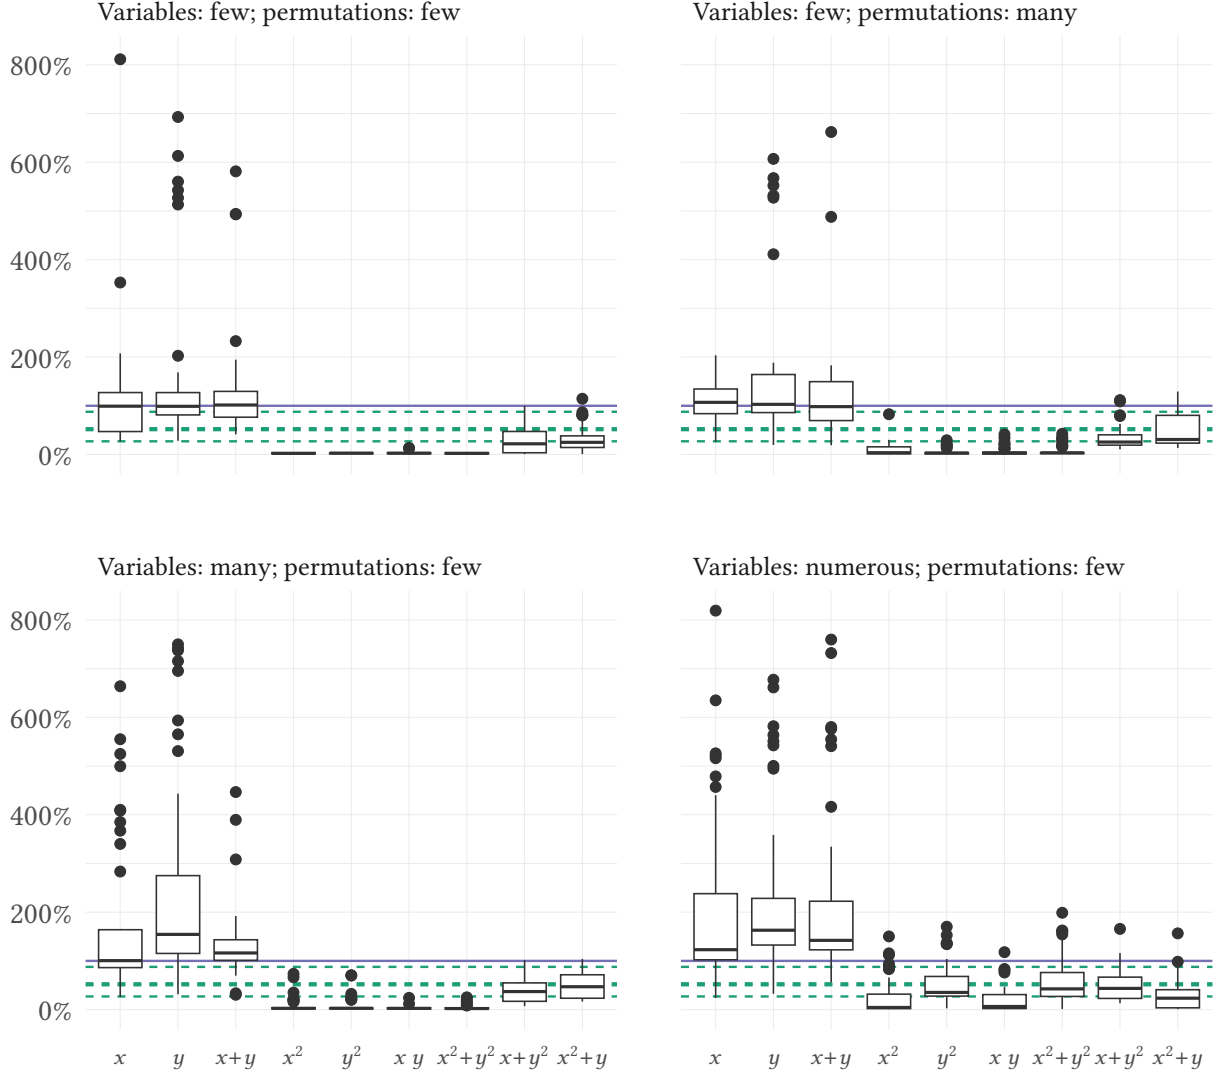 Variables: few; permutations: few
Variables: few; permutations: many
800%
600%
400%
200%
0%
Variables: many; permutations: few
Variables: numerous; permutations: few
800%
600%
400%
200%
0%
x y x+y x² y² x y x²+y² x+y² x²+y
x y x+y x² y² x y x²+y² x+y² x²+y